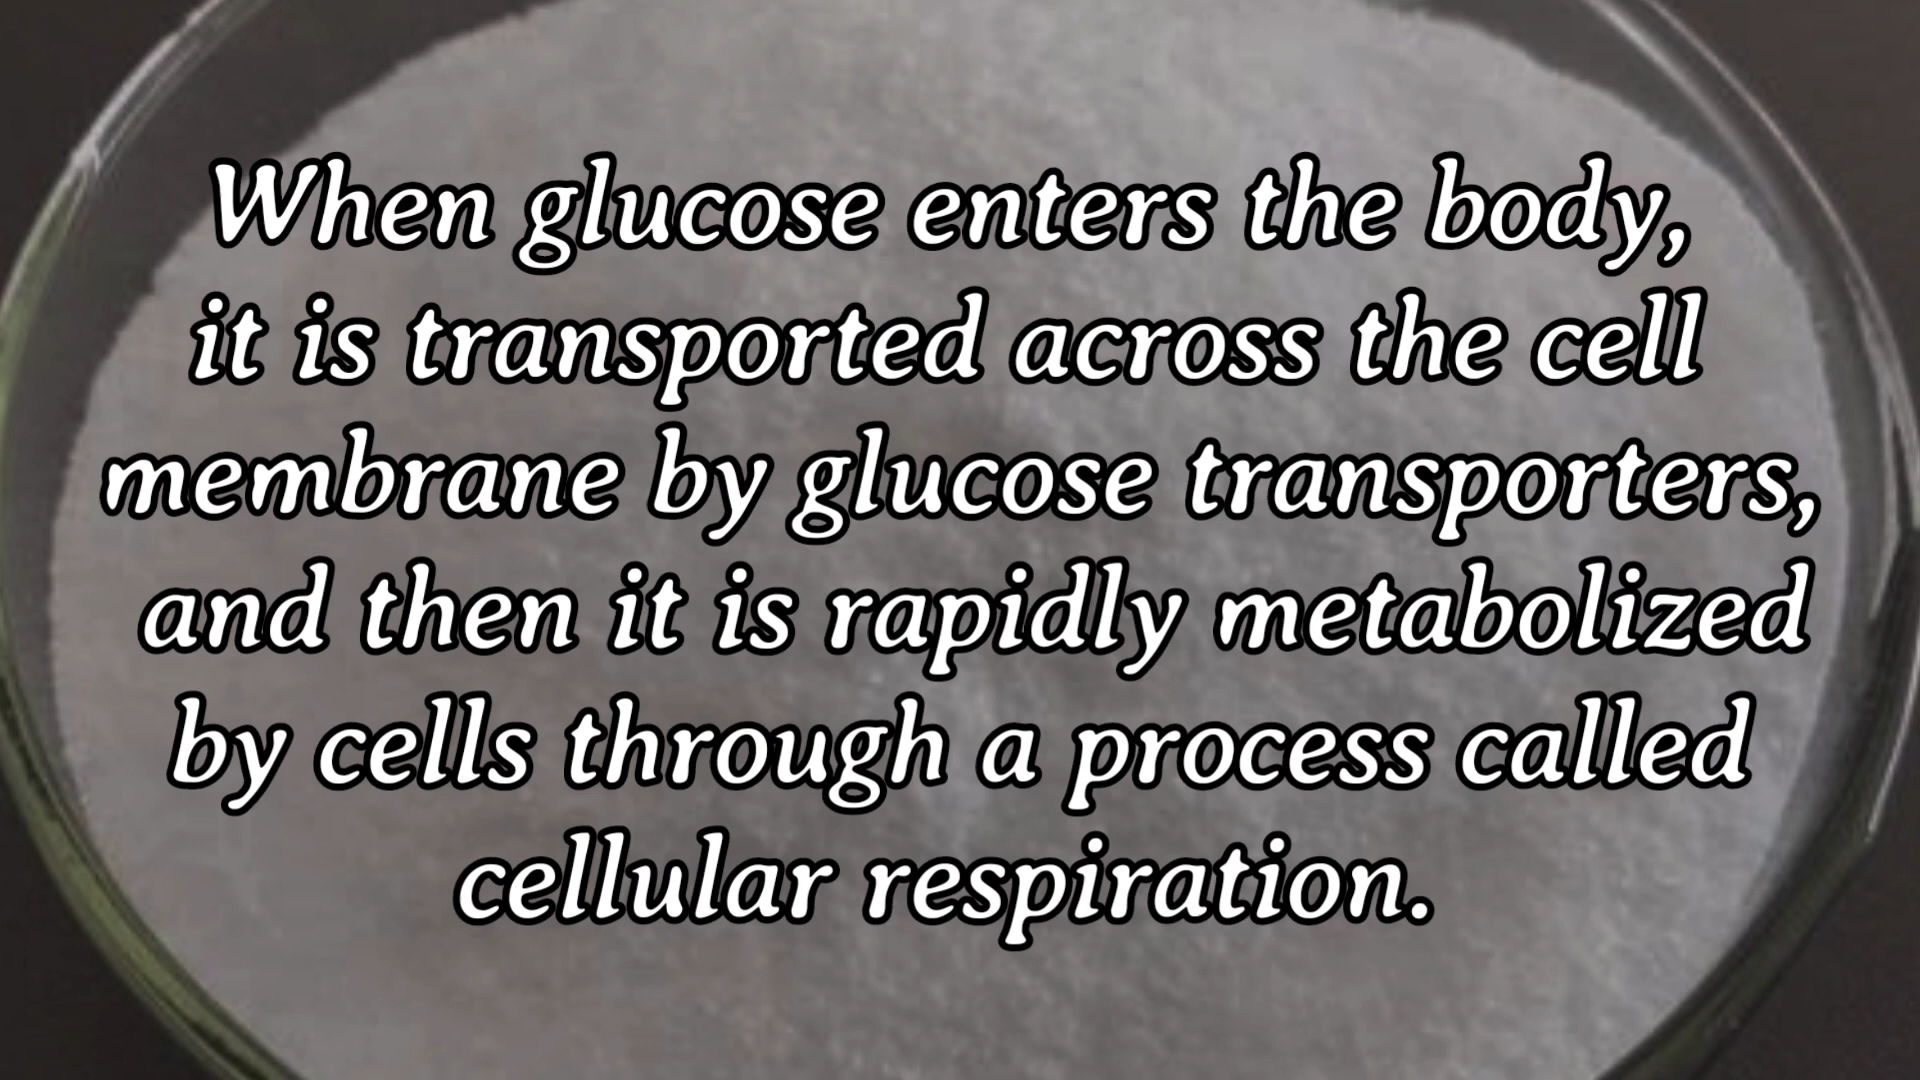 When glucose enters the body,
it is transported across the cell
membrane by glucose transporters,
and then it is rapidly metabolized
by cells through a process called
cellular respiration.